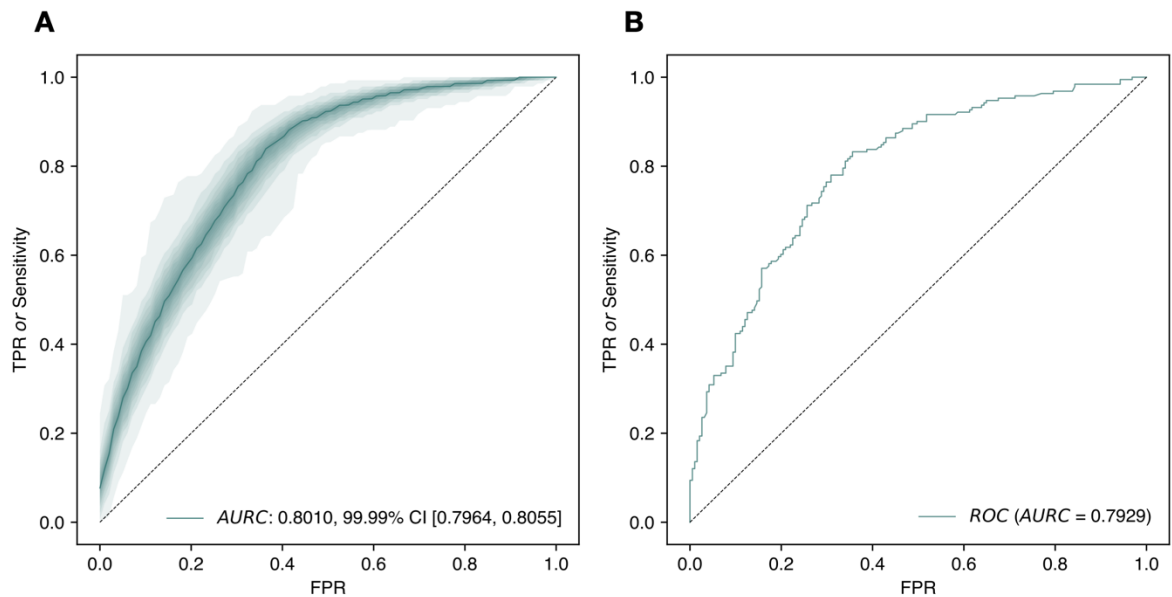 A
1.0
0.8
0.6
0.4
0.2
0.0
TPR or Sensitivity
AURC: 0.8010, 99.99% CI [0.7964, 0.8055]
0.0 0.2 0.4 0.6 0.8 1.0
FPR
B
1.0
0.8
0.6
0.4
0.2
0.0
TPR or Sensitivity
ROC (AURC = 0.7929)
0.0 0.2 0.4 0.6 0.8 1.0
FPR